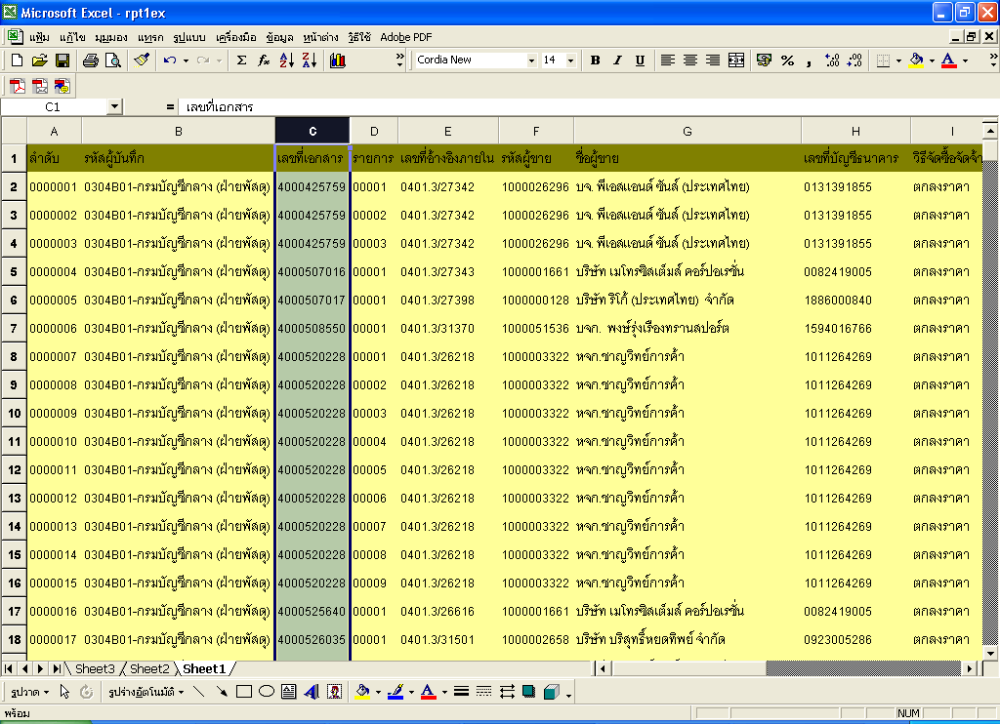 Microsoft Excel - rpt1ex
แฟ้ม แก้ไข มุมมอง แทรก รูปแบบ เครื่องมือ ข้อมูล หน้าต่าง วิธีใช้ Adobe PDF
Cordia New 14 B I U
C1 = เลขที่เอกสาร
A B C D E F G H I
1 ลำดับ รหัสผู้บันทึก เลขที่เอกสาร รายการ เลขที่อ้างอิงภายใน รหัสผู้ขาย ชื่อผู้ขาย เลขที่บัญชีธนาคาร วิธีจัดซื้อจัดจ้า
2 0000001 0304B01-กรมบัญชีกลาง (ฝ่ายพัสดุ) 4000425759 00001 0401.3/27342 1000026296 บจ. พีเอสแอนด์ ซันส์ (ประเทศไทย) 0131391855 ตกลงราคา
3 0000002 0304B01-กรมบัญชีกลาง (ฝ่ายพัสดุ) 4000425759 00002 0401.3/27342 1000026296 บจ. พีเอสแอนด์ ซันส์ (ประเทศไทย) 0131391855 ตกลงราคา
4 0000003 0304B01-กรมบัญชีกลาง (ฝ่ายพัสดุ) 4000425759 00003 0401.3/27342 1000026296 บจ. พีเอสแอนด์ ซันส์ (ประเทศไทย) 0131391855 ตกลงราคา
5 0000004 0304B01-กรมบัญชีกลาง (ฝ่ายพัสดุ) 4000507016 00001 0401.3/27343 1000001661 บริษัท เมโทรซิสเต็มส์ คอร์ปอเรชั่น 0082419005 ตกลงราคา
6 0000005 0304B01-กรมบัญชีกลาง (ฝ่ายพัสดุ) 4000507017 00001 0401.3/27398 1000000128 บริษัท ริโก้ (ประเทศไทย) จำกัด 1886000840 ตกลงราคา
7 0000006 0304B01-กรมบัญชีกลาง (ฝ่ายพัสดุ) 4000508550 00001 0401.3/31370 1000051536 บจก. พงษ์รุ่งเรืองทรานสปอร์ต 1594016766 ตกลงราคา
8 0000007 0304B01-กรมบัญชีกลาง (ฝ่ายพัสดุ) 4000520228 00001 0401.3/26218 1000003322 หจก.ชาญวิทย์การค้า 1011264269 ตกลงราคา
9 0000008 0304B01-กรมบัญชีกลาง (ฝ่ายพัสดุ) 4000520228 00002 0401.3/26218 1000003322 หจก.ชาญวิทย์การค้า 1011264269 ตกลงราคา
10 0000009 0304B01-กรมบัญชีกลาง (ฝ่ายพัสดุ) 4000520228 00003 0401.3/26218 1000003322 หจก.ชาญวิทย์การค้า 1011264269 ตกลงราคา
11 0000010 0304B01-กรมบัญชีกลาง (ฝ่ายพัสดุ) 4000520228 00004 0401.3/26218 1000003322 หจก.ชาญวิทย์การค้า 1011264269 ตกลงราคา
12 0000011 0304B01-กรมบัญชีกลาง (ฝ่ายพัสดุ) 4000520228 00005 0401.3/26218 1000003322 หจก.ชาญวิทย์การค้า 1011264269 ตกลงราคา
13 0000012 0304B01-กรมบัญชีกลาง (ฝ่ายพัสดุ) 4000520228 00006 0401.3/26218 1000003322 หจก.ชาญวิทย์การค้า 1011264269 ตกลงราคา
14 0000013 0304B01-กรมบัญชีกลาง (ฝ่ายพัสดุ) 4000520228 00007 0401.3/26218 1000003322 หจก.ชาญวิทย์การค้า 1011264269 ตกลงราคา
15 0000014 0304B01-กรมบัญชีกลาง (ฝ่ายพัสดุ) 4000520228 00008 0401.3/26218 1000003322 หจก.ชาญวิทย์การค้า 1011264269 ตกลงราคา
16 0000015 0304B01-กรมบัญชีกลาง (ฝ่ายพัสดุ) 4000520228 00009 0401.3/26218 1000003322 หจก.ชาญวิทย์การค้า 1011264269 ตกลงราคา
17 0000016 0304B01-กรมบัญชีกลาง (ฝ่ายพัสดุ) 4000525640 00001 0401.3/26616 1000001661 บริษัท เมโทรซิสเต็มส์ คอร์ปอเรชั่น 0082419005 ตกลงราคา
18 0000017 0304B01-กรมบัญชีกลาง (ฝ่ายพัสดุ) 4000526035 00001 0401.3/31501 1000002658 บริษัท บริสุทธิ์หยดทิพย์ จำกัด 0923005286 ตกลงราคา
Sheet3 Sheet2 Sheet1
รูปวาด รูปร่างอัตโนมัติ
พร้อม NUM